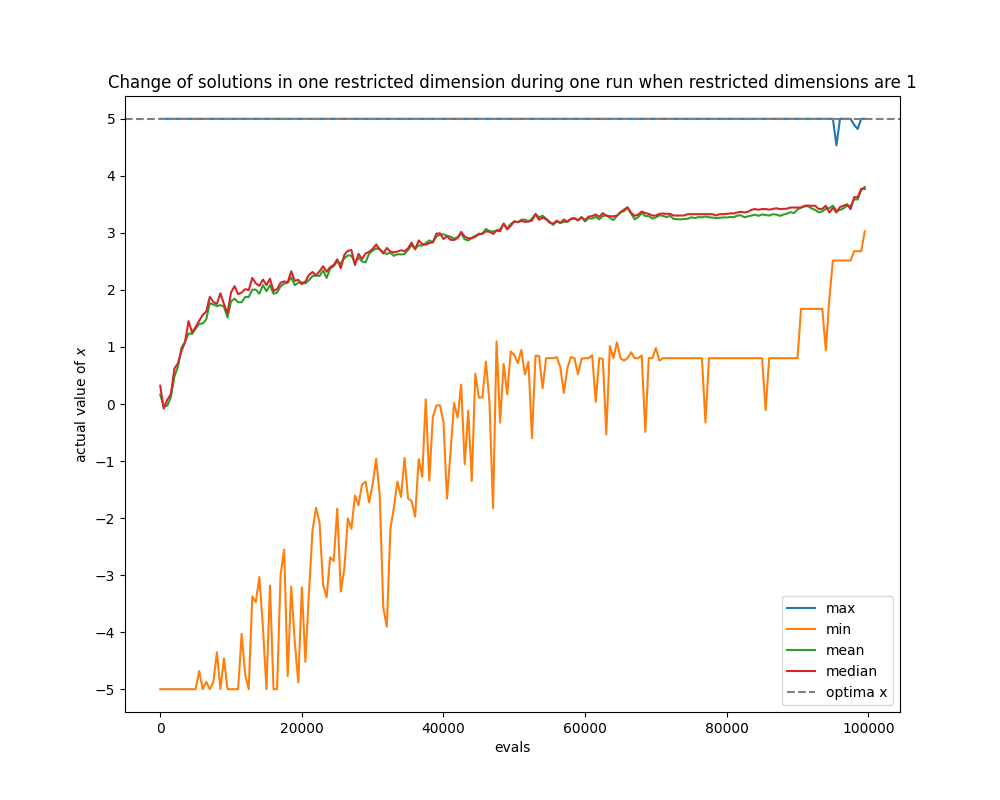 Change of solutions in one restricted dimension during one run when restricted dimensions are 1
5
4
3
2
1
0
−1
−2
−3
−4
−5
actual value of x
0
20000
40000
60000
80000
100000
evals
max
min
mean
median
optima x